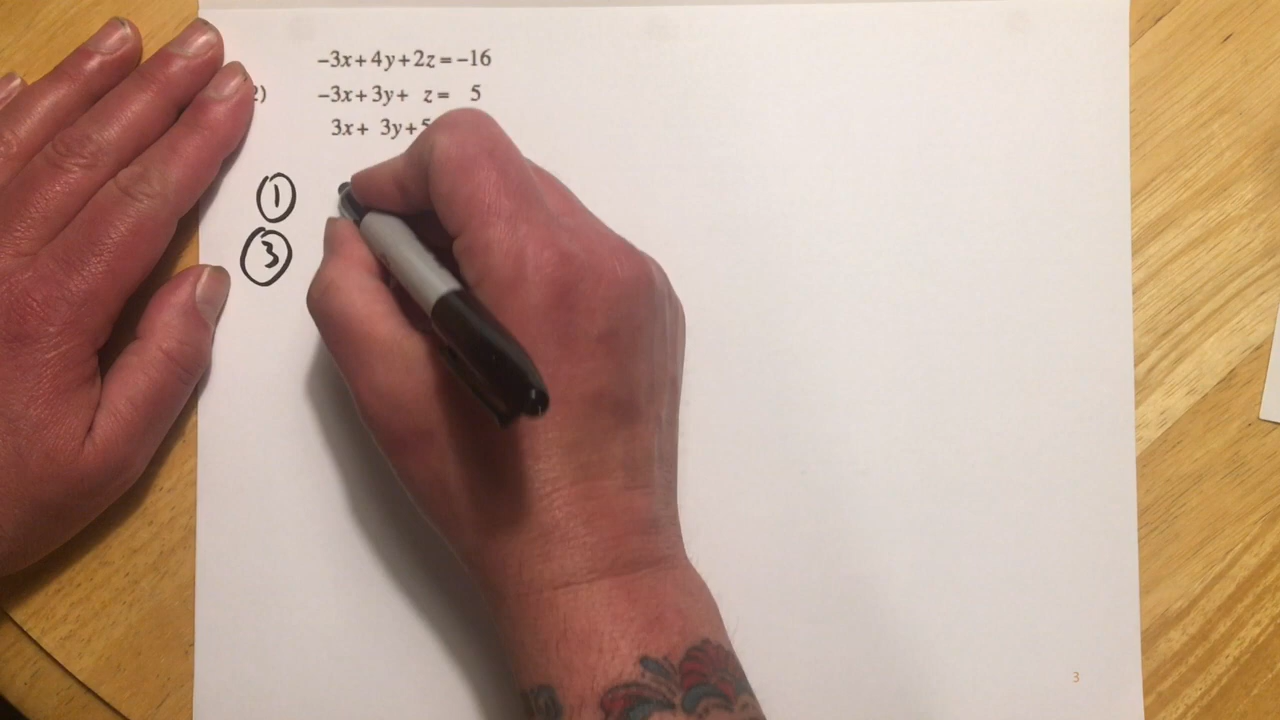 -3x+4y+2z=-16
2) -3x+3y+ z= 5
3x+ 3y+5
①
③
3